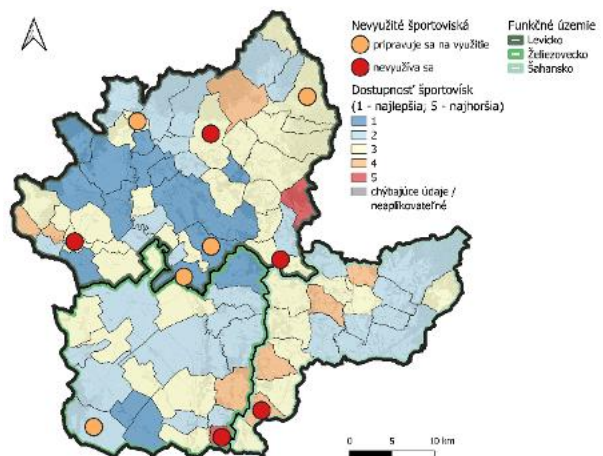 Nevyužité športoviská
pripravuje sa na využitie
nevyužíva sa
Dostupnosť športovísk
(1 - najlepšia; 5 - najhoršia)
1
2
3
4
5
chýbajúce údaje /
neaplikovateľné
Funkčné územie
Levicko
Želiezovecko
Šahansko
0 5 10 km